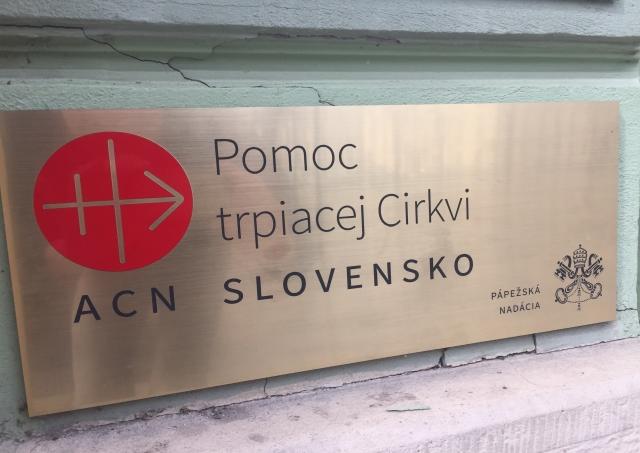 Pomoc
trpiacej Cirkvi
ACN SLOVENSKO
PÁPEŽSKÁ
NADÁCIA